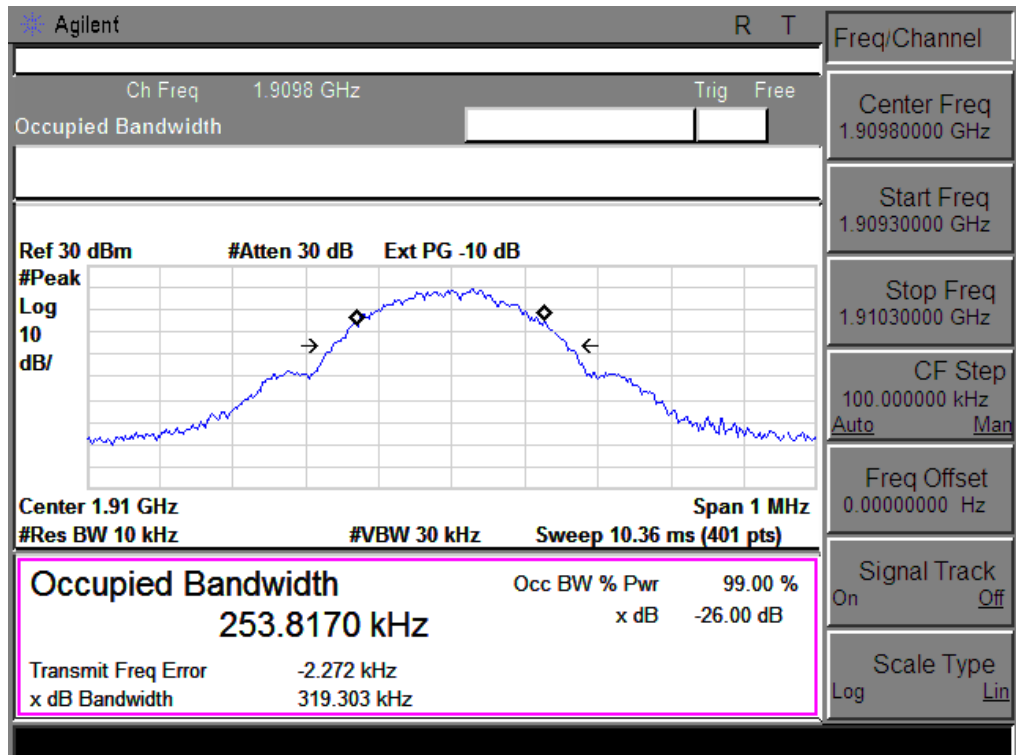 Agilent R T
Ch Freq 1.9098 GHz Trig Free
Occupied Bandwidth
Ref 30 dBm #Atten 30 dB Ext PG -10 dB
#Peak
Log
10
dB/
Center 1.91 GHz Span 1 MHz
#Res BW 10 kHz #VBW 30 kHz Sweep 10.36 ms (401 pts)
Occupied Bandwidth
253.8170 kHz
Occ BW % Pwr 99.00 %
x dB -26.00 dB
Transmit Freq Error -2.272 kHz
x dB Bandwidth 319.303 kHz
Freq/Channel
Center Freq
1.90980000 GHz
Start Freq
1.90930000 GHz
Stop Freq
1.91030000 GHz
CF Step
100.000000 kHz
Auto Man
Freq Offset
0.00000000 Hz
Signal Track
On Off
Scale Type
Log Lin